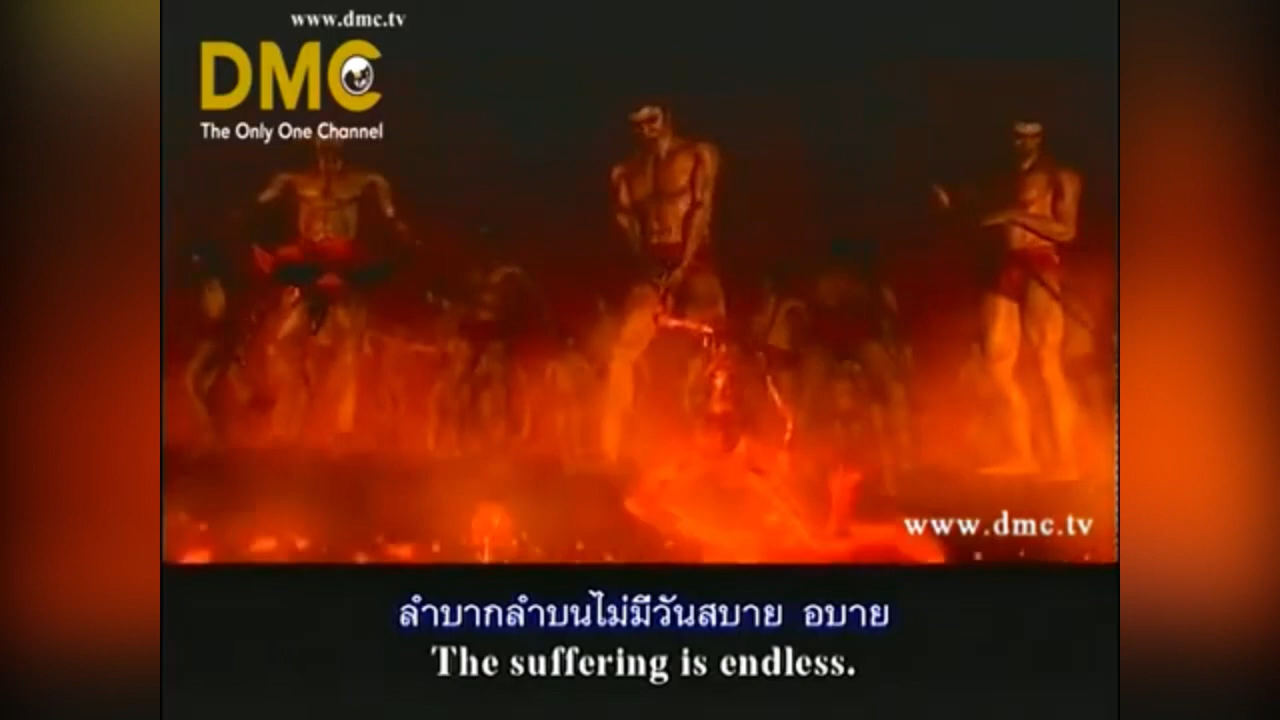 www.dmc.tv
DMC
The Only One Channel
www.dmc.tv
ลำบากลำบนไม่มีวันสบาย อบาย
The suffering is endless.